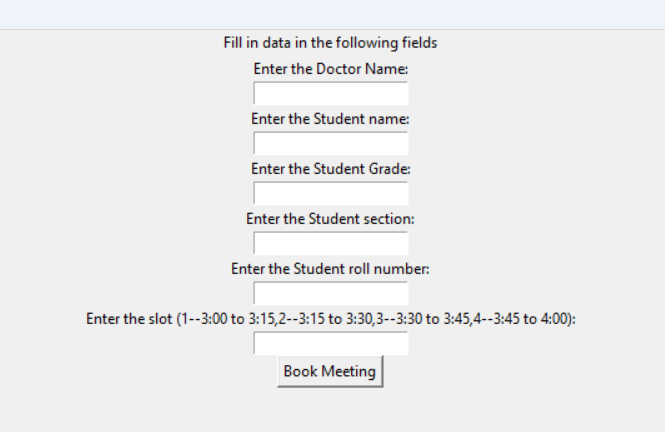 Fill in data in the following fields
Enter the Doctor Name:
Enter the Student name:
Enter the Student Grade:
Enter the Student section:
Enter the Student roll number:
Enter the slot (1--3:00 to 3:15,2--3:15 to 3:30,3--3:30 to 3:45,4--3:45 to 4:00):
Book Meeting